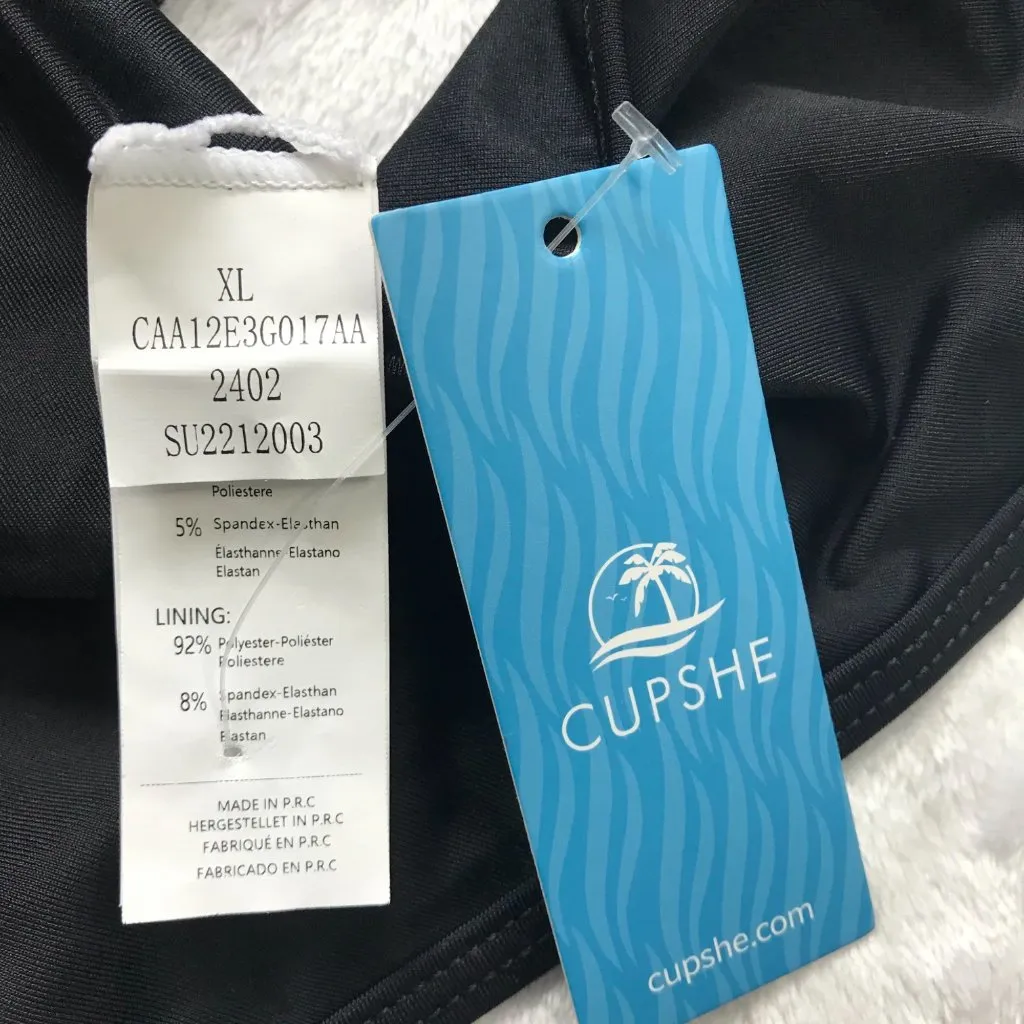 XL
CAA12E3G017AA
2402
SU2212003
Poliestere
5% Spandex-Elasthan
Élasthanne-Elastano
Elastan
LINING:
92% Polyester-Poliéster
Poliestere
8% Spandex-Elasthan
Elasthanne-Elastano
Elastan
MADE IN P.R.C
HERGESTELLET IN P.R.C
FABRIQUÉ EN P.R.C
FABRICADO EN P.R.C
CUPSHE
cupshe.com